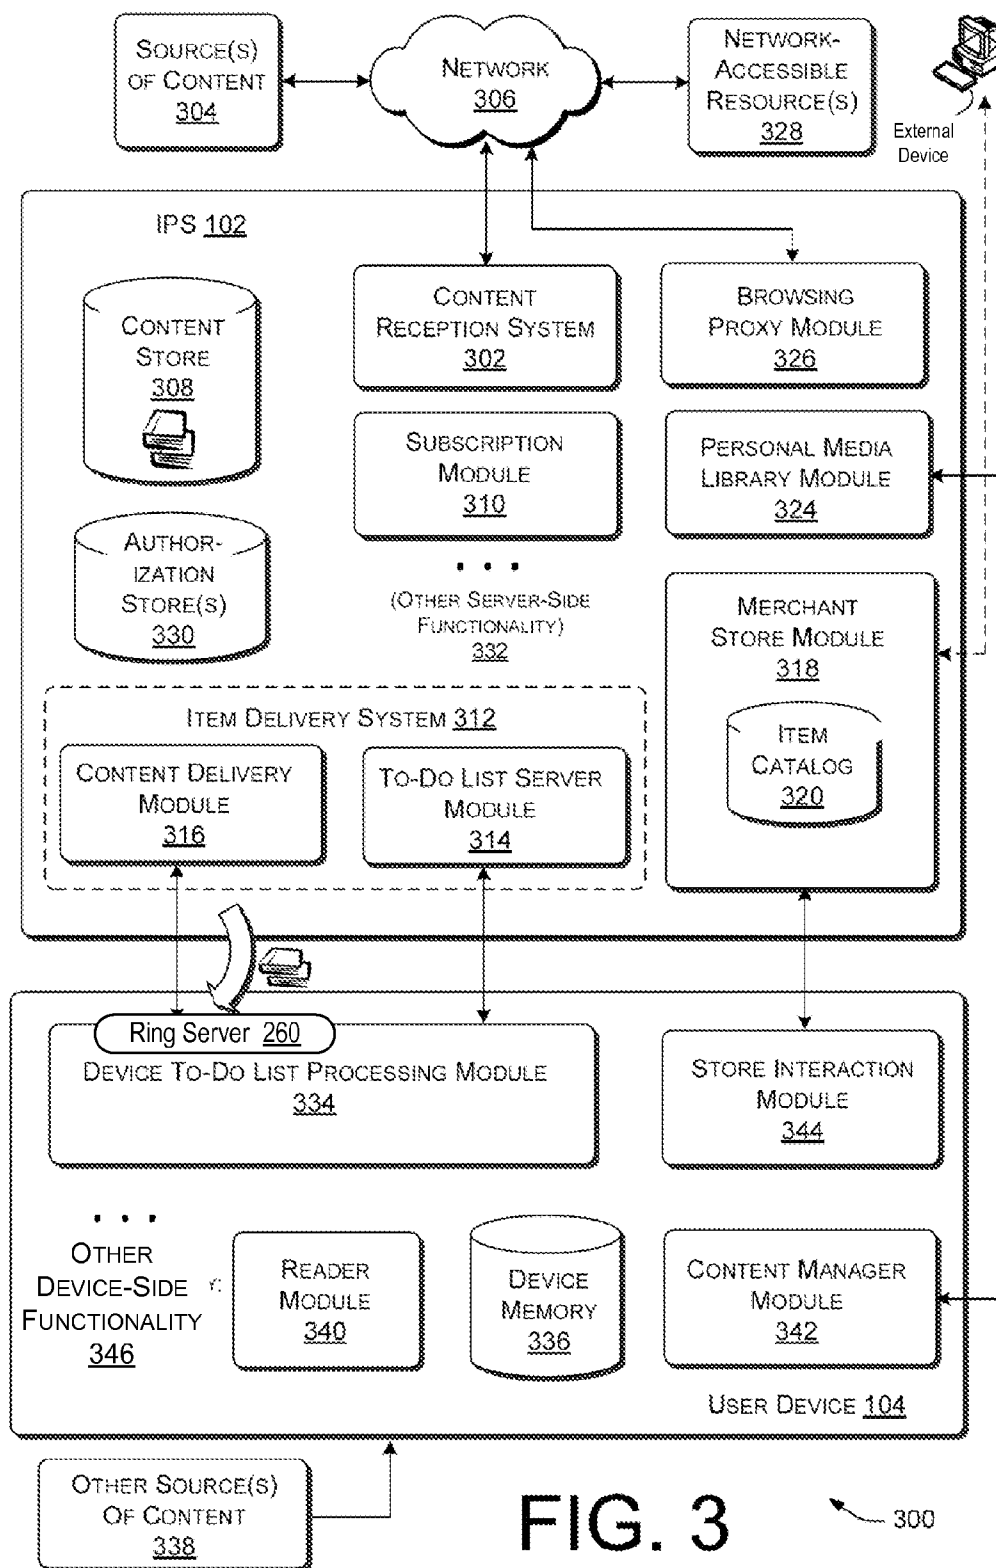 SOURCE(S)
OF CONTENT
304
NETWORK
306
NETWORK-
ACCESSIBLE
RESOURCE(S)
328
External
Device
IPS 102
CONTENT
STORE
308
CONTENT
RECEPTION SYSTEM
302
BROWSING
PROXY MODULE
326
SUBSCRIPTION
MODULE
310
PERSONAL MEDIA
LIBRARY MODULE
324
AUTHOR-
IZATION
STORE(S)
330
. . .
(OTHER SERVER-SIDE
FUNCTIONALITY)
332
MERCHANT
STORE MODULE
318
ITEM
CATALOG
320
ITEM DELIVERY SYSTEM 312
CONTENT DELIVERY
MODULE
316
TO-DO LIST SERVER
MODULE
314
Ring Server 260
DEVICE TO-DO LIST PROCESSING MODULE
334
STORE INTERACTION
MODULE
344
. . .
OTHER
DEVICE-SIDE
FUNCTIONALITY
346
Y:
READER
MODULE
340
DEVICE
MEMORY
336
CONTENT MANAGER
MODULE
342
USER DEVICE 104
OTHER SOURCE(S)
OF CONTENT
338
FIG. 3
300